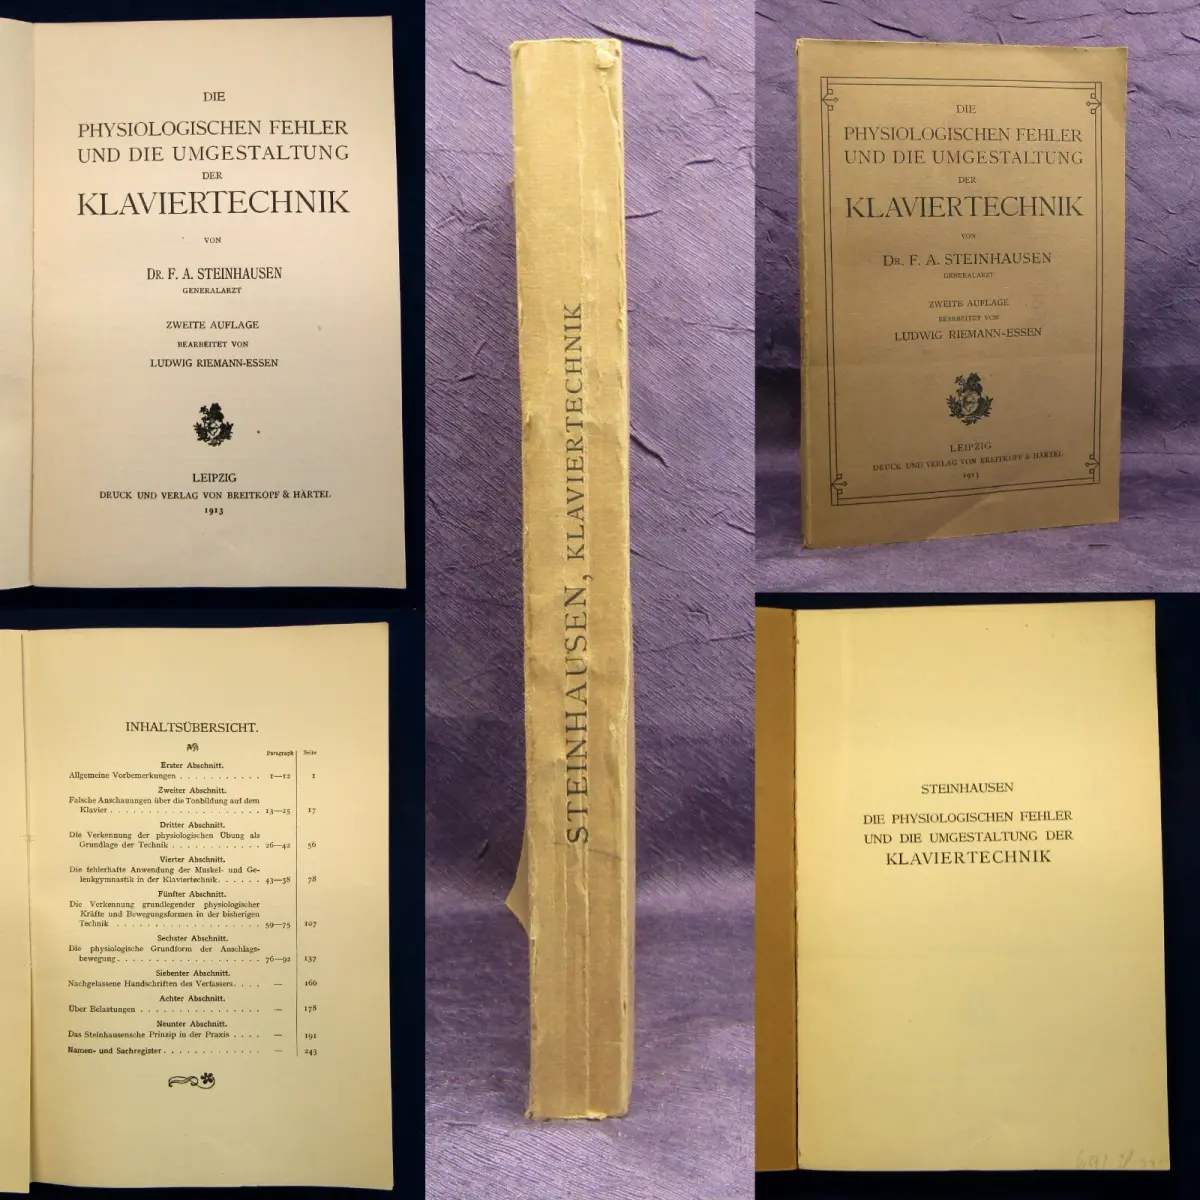 DIE
PHYSIOLOGISCHEN FEHLER
UND DIE UMGESTALTUNG
DER
KLAVIERTECHNIK
VON
DR. F. A. STEINHAUSEN
GENERALARZT
ZWEITE AUFLAGE
BEARBEITET VON
LUDWIG RIEMANN-ESSEN
LEIPZIG
DRUCK UND VERLAG VON BREITKOPF & HÄRTEL
1913
STEINHAUSEN, KLAVIERTECHNIK
DIE
PHYSIOLOGISCHEN FEHLER
UND DIE UMGESTALTUNG
DER
KLAVIERTECHNIK
VON
DR. F. A. STEINHAUSEN
GENERALARZT
ZWEITE AUFLAGE
BEARBEITET VON
LUDWIG RIEMANN-ESSEN
LEIPZIG
DRUCK UND VERLAG VON BREITKOPF & HÄRTEL
1913
INHALTSÜBERSICHT.
Paragraph Seite
Erster Abschnitt.
Allgemeine Vorbemerkungen . . . . . . . . . . . 1—12 1
Zweiter Abschnitt.
Falsche Anschauungen über die Tonbildung auf dem
Klavier . . . . . . . . . . . . . . . . . . . . 13—25 17
Dritter Abschnitt.
Die Verkennung der physiologischen Übung als
Grundlage der Technik . . . . . . . . . . . . 26—42 56
Vierter Abschnitt.
Die fehlerhafte Anwendung der Muskel- und Ge-
lenkgymnastik in der Klaviertechnik . . . . . . 43—58 78
Fünfter Abschnitt.
Die Verkennung grundlegender physiologischer
Kräfte und Bewegungsformen in der bisherigen
Technik . . . . . . . . . . . . . . . . . . . 59—75 107
Sechster Abschnitt.
Die physiologische Grundform der Anschlags-
bewegung . . . . . . . . . . . . . . . . . . . 76—92 137
Siebenter Abschnitt.
Nachgelassene Handschriften des Verfassers . . . . — 166
Achter Abschnitt.
Über Belastungen . . . . . . . . . . . . . . . — 178
Neunter Abschnitt.
Das Steinhausensche Prinzip in der Praxis . . . . — 191
Namen- und Sachregister . . . . . . . . . . . . . — 243
STEINHAUSEN
DIE PHYSIOLOGISCHEN FEHLER
UND DIE UMGESTALTUNG DER
KLAVIERTECHNIK